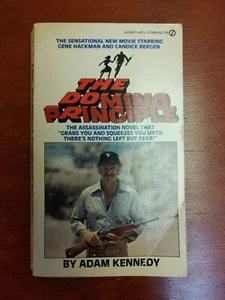 THE SENSATIONAL NEW MOVIE STARRING
GENE HACKMAN AND CANDICE BERGEN
THE
DOMINO
PRINCIPLE
THE ASSASSINATION NOVEL THAT
"GRABS YOU AND SQUEEZES YOU UNTIL
THERE'S NOTHING LEFT BUT FEAR!"
BY ADAM KENNEDY